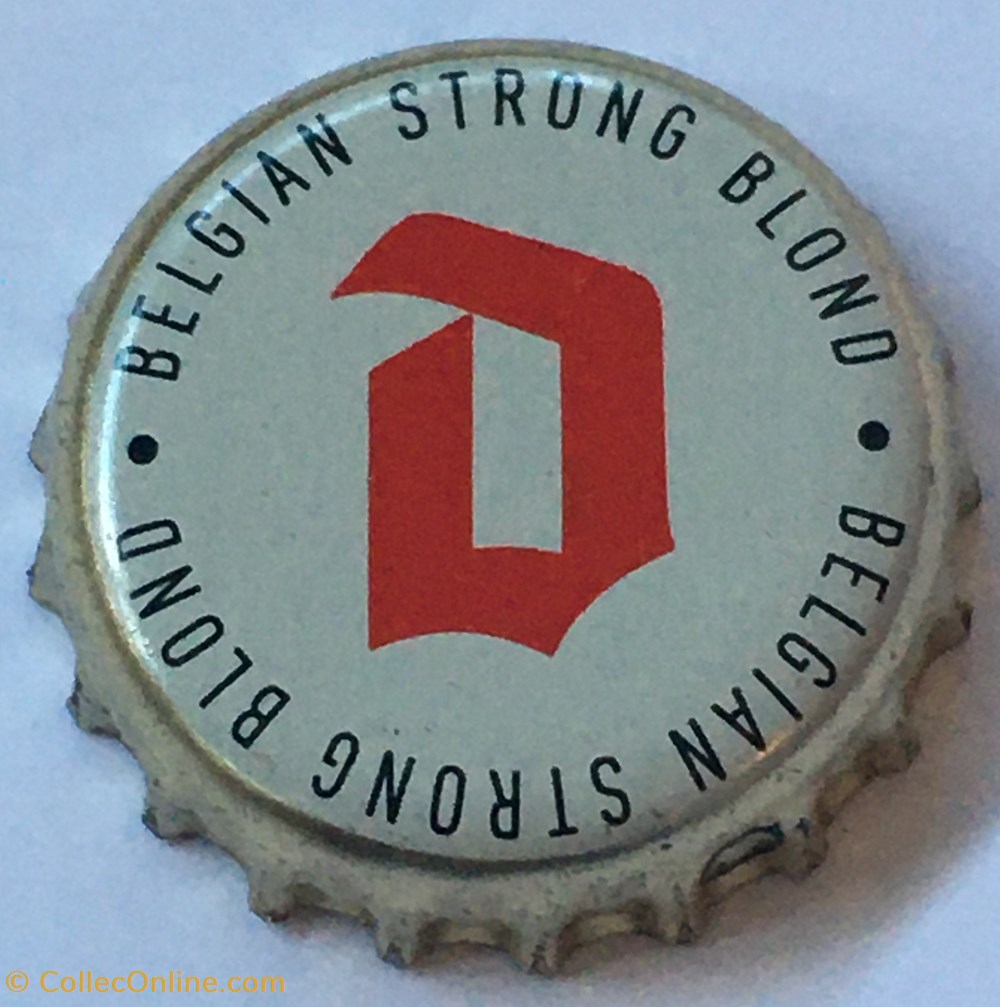 BELGIAN STRONG BLOND •
BELGIAN STRONG BLOND •
D
© CollecOnline.com